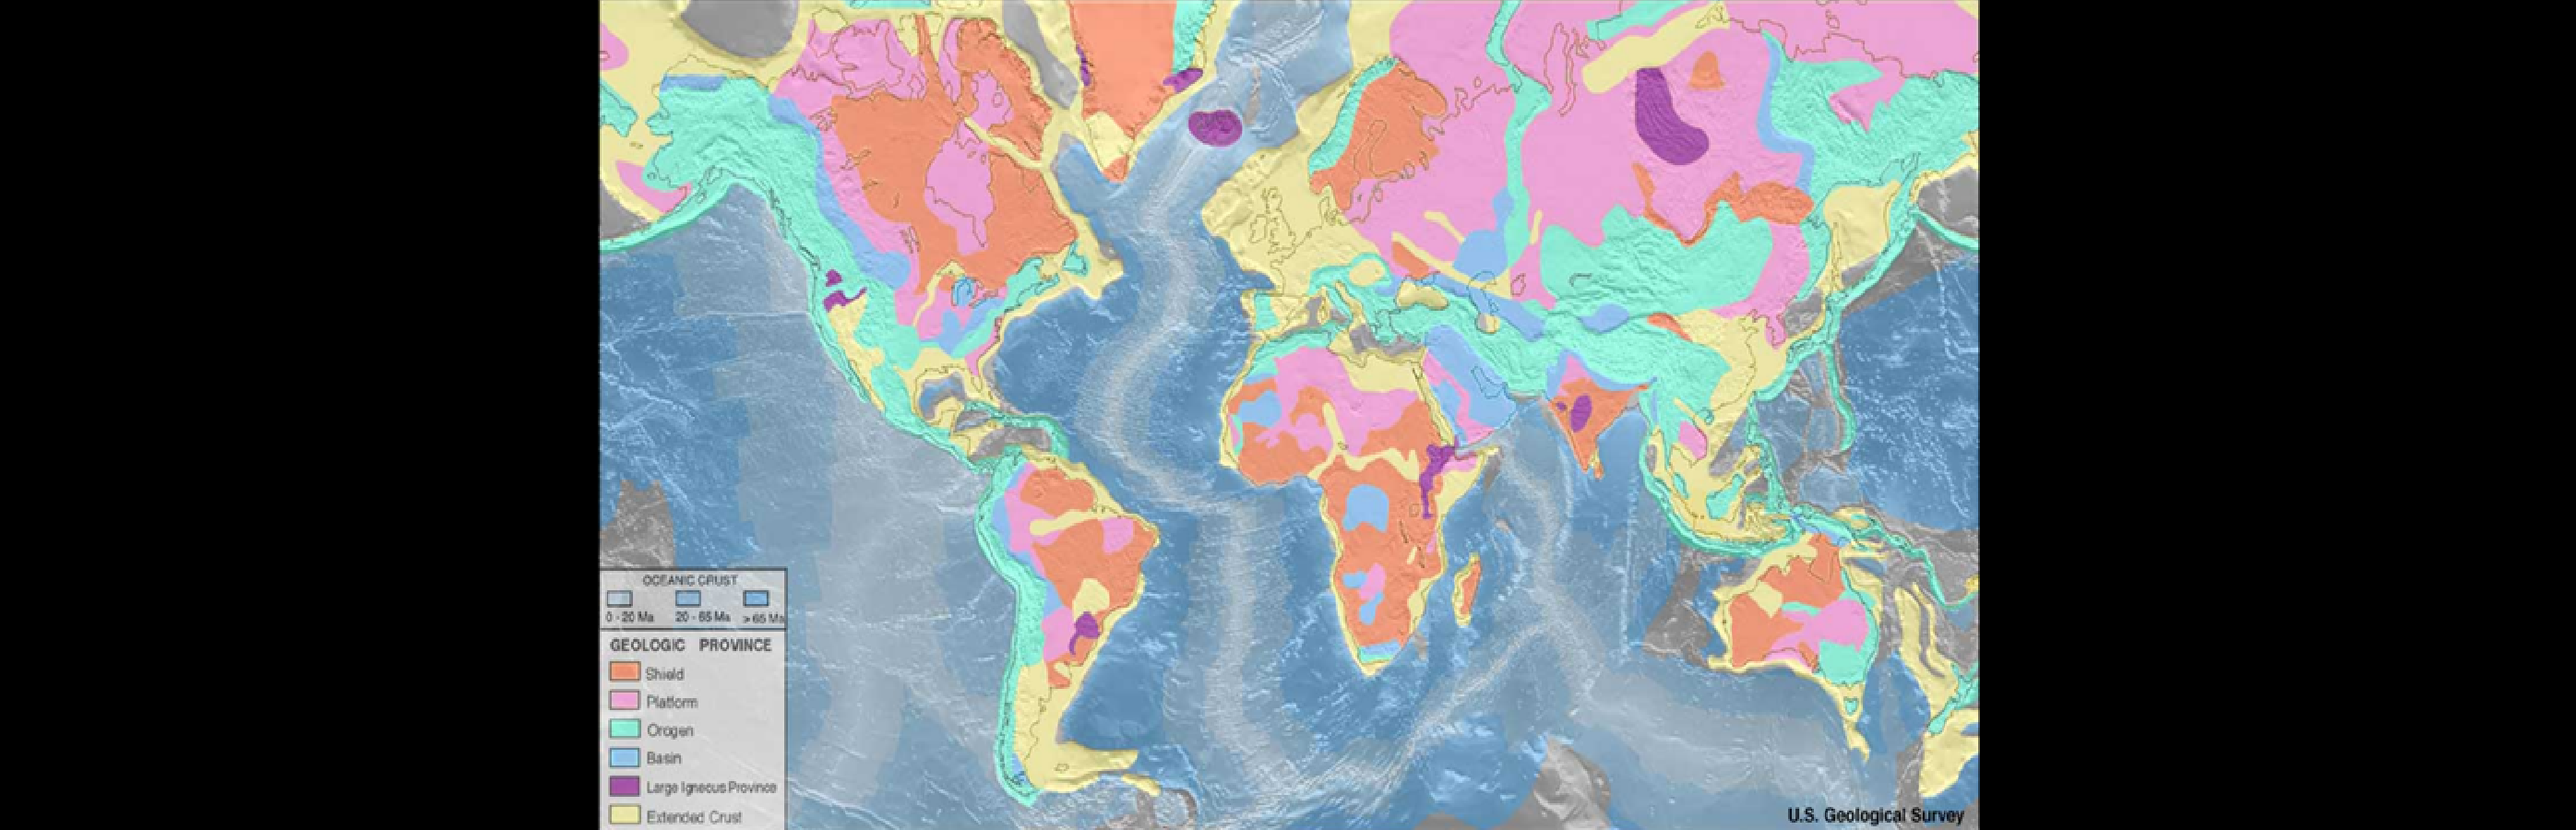 OCEANIC CRUST
0 - 20 Ma 20 - 65 Ma > 65 Ma
GEOLOGIC PROVINCE
Shield
Platform
Orogen
Basin
Large Igneous Province
Extended Crust
U.S. Geological Survey